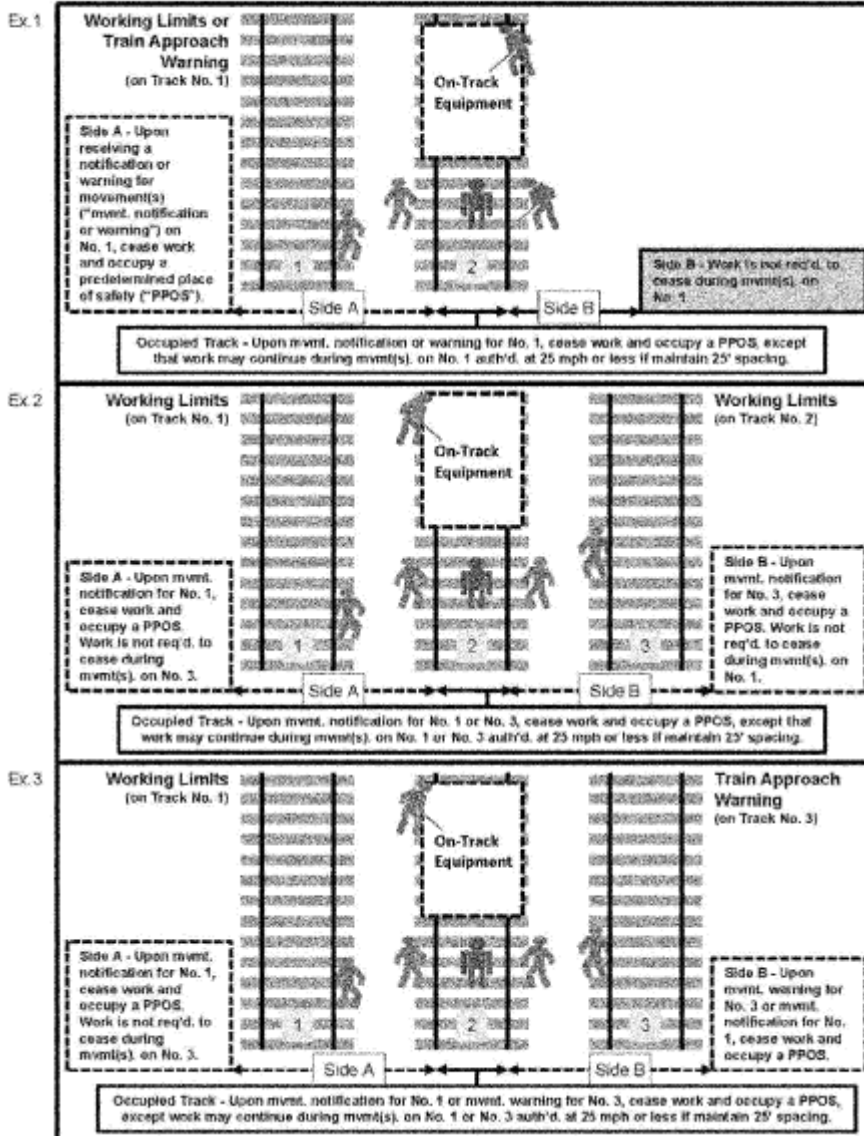 Ex.1
Working Limits or
Train Approach
Warning
(on Track No. 1)
On-Track
Equipment
Side A - Upon
receiving a
notification or
warning for
movement(s)
("mvmt. notification
or warning") on
No. 1, cease work
and occupy a
predetermined place
of safety ("PPOS").
1
2
Side B - Work is not req'd. to
cease during mvmt(s). on
No. 1
Side A
Side B
Occupied Track - Upon mvmt. notification or warning for No. 1, cease work and occupy a PPOS, except
that work may continue during mvmt(s). on No. 1 auth'd. at 25 mph or less if maintain 25' spacing.
Ex.2
Working Limits
(on Track No. 1)
On-Track
Equipment
Working Limits
(on Track No. 2)
Side A - Upon mvmt.
notification for No. 1,
cease work and
occupy a PPOS.
Work is not req'd. to
cease during
mvmt(s). on No. 3.
1
2
3
Side B - Upon
mvmt. notification
for No. 3, cease
work and occupy a
PPOS. Work is not
req'd. to cease
during mvmt(s). on
No. 1.
Side A
Side B
Occupied Track - Upon mvmt. notification for No. 1 or No. 3, cease work and occupy a PPOS, except that
work may continue during mvmt(s). on No. 1 or No. 3 auth'd. at 25 mph or less if maintain 25' spacing.
Ex.3
Working Limits
(on Track No. 1)
On-Track
Equipment
Train Approach
Warning
(on Track No. 3)
Side A - Upon mvmt.
notification for No. 1,
cease work and
occupy a PPOS.
Work is not req'd. to
cease during
mvmt(s). on No. 3.
1
2
3
Side B - Upon
mvmt. warning for
No. 3 or mvmt.
notification for No.
1, cease work and
occupy a PPOS.
Side A
Side B
Occupied Track - Upon mvmt. notification for No. 1 or mvmt. warning for No. 3, cease work and occupy a PPOS,
except work may continue during mvmt(s). on No. 1 or No. 3 auth'd. at 25 mph or less if maintain 25' spacing.